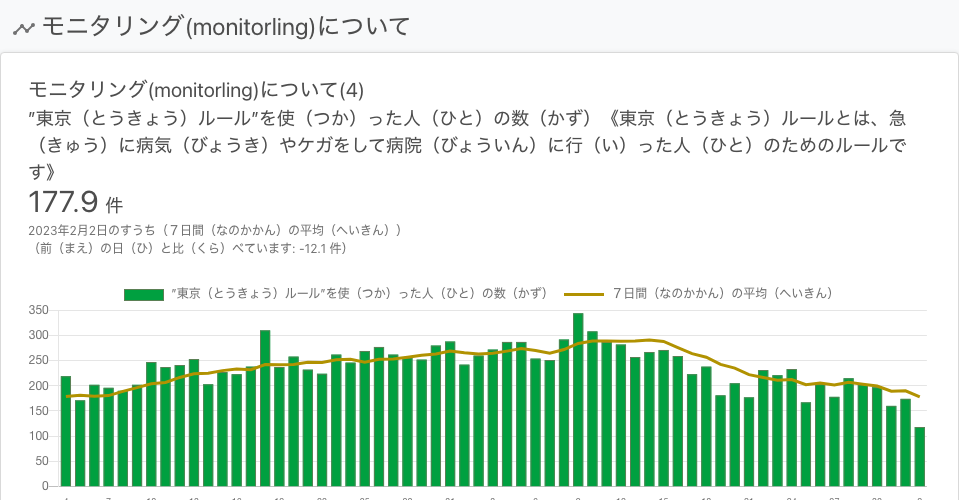 モニタリング(monitorling)について
モニタリング(monitorling)について(4)
”東京（とうきょう）ルール”を使（つか）った人（ひと）の数（かず）《東京（とうきょう）ルールとは、急
（きゅう）に病気（びょうき）やケガをして病院（びょういん）に行（い）った人（ひと）のためのルールで
す》
177.9 件
2023年2月2日のすうち（７日間（なのかかん）の平均（へいきん））
（前（まえ）の日（ひ）と比（くら）べています: -12.1 件）
”東京（とうきょう）ルール”を使（つか）った人（ひと）の数（かず）
７日間（なのかかん）の平均（へいきん）
350
300
250
200
150
100
50
0